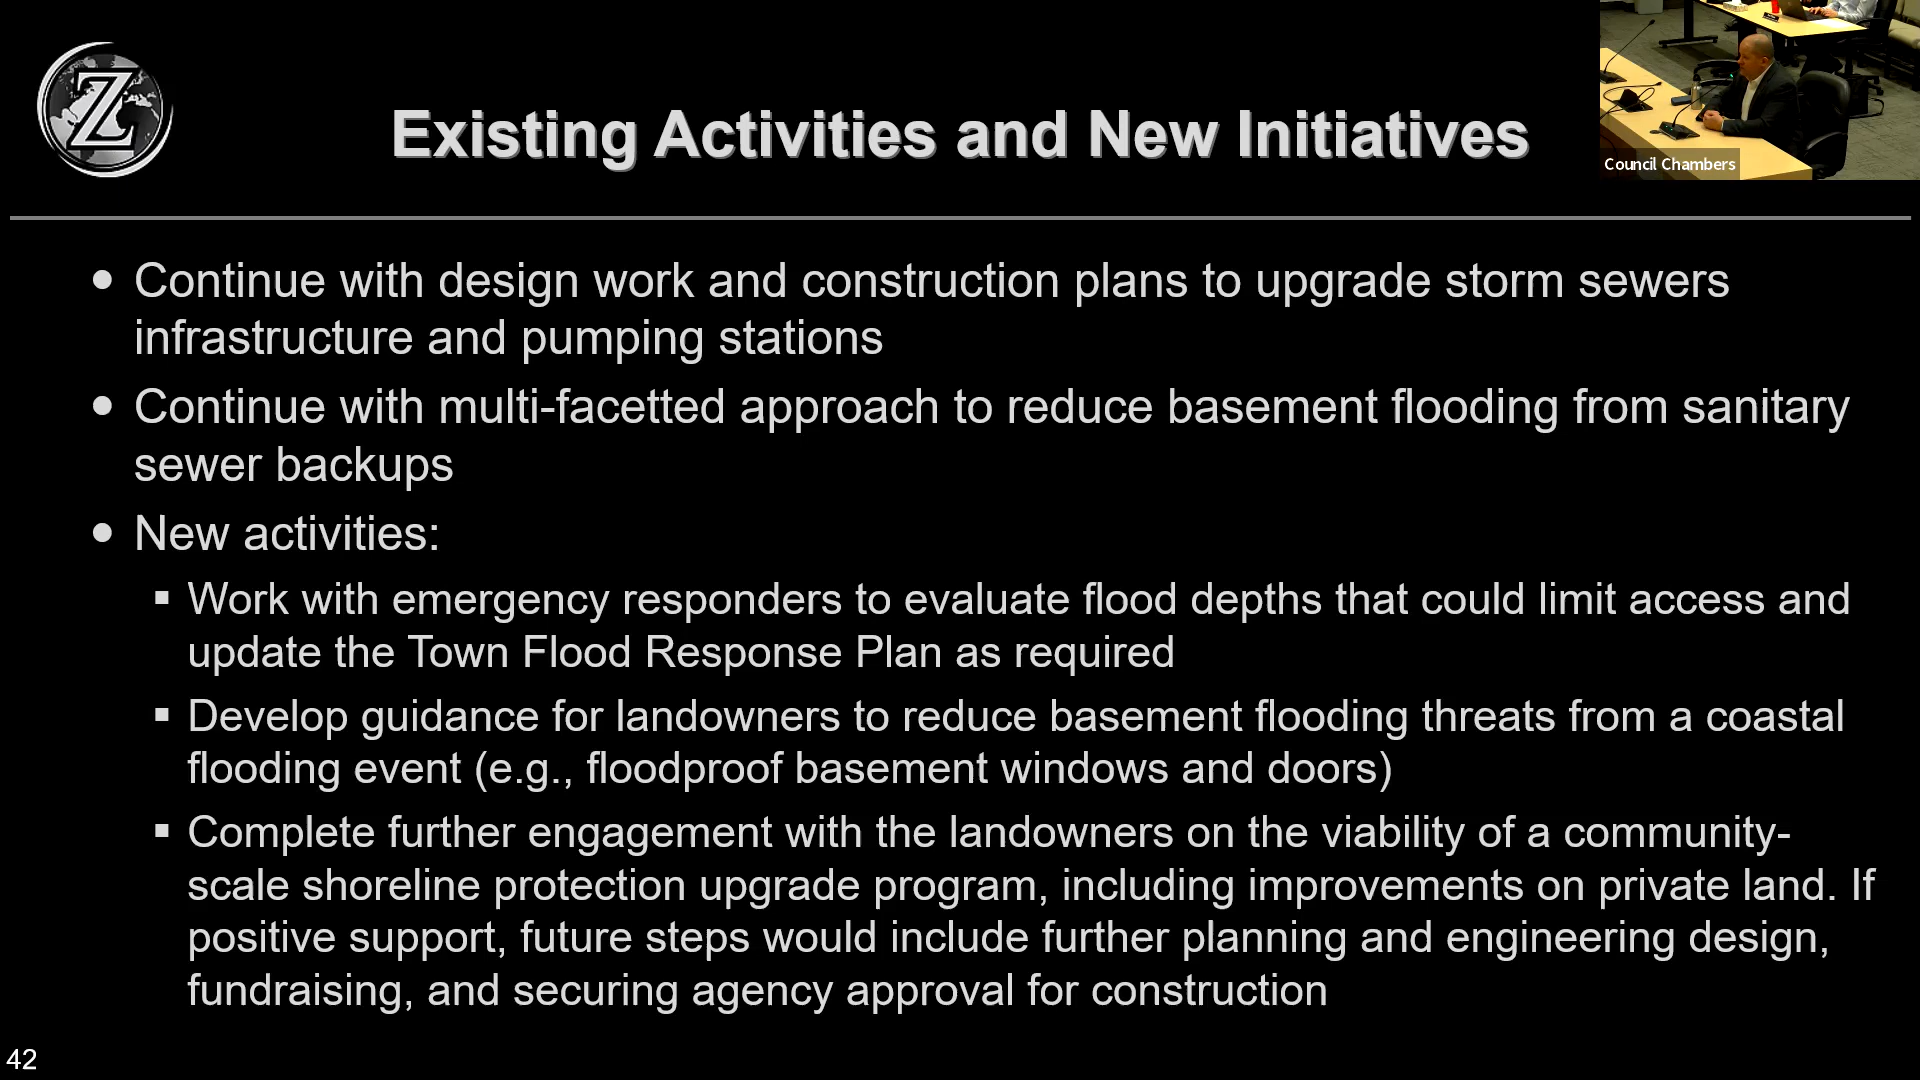 Z
Existing Activities and New Initiatives
Council Chambers
● Continue with design work and construction plans to upgrade storm sewers
infrastructure and pumping stations
● Continue with multi-facetted approach to reduce basement flooding from sanitary
sewer backups
● New activities:
▪ Work with emergency responders to evaluate flood depths that could limit access and
update the Town Flood Response Plan as required
▪ Develop guidance for landowners to reduce basement flooding threats from a coastal
flooding event (e.g., floodproof basement windows and doors)
▪ Complete further engagement with the landowners on the viability of a community-
scale shoreline protection upgrade program, including improvements on private land. If
positive support, future steps would include further planning and engineering design,
fundraising, and securing agency approval for construction
42